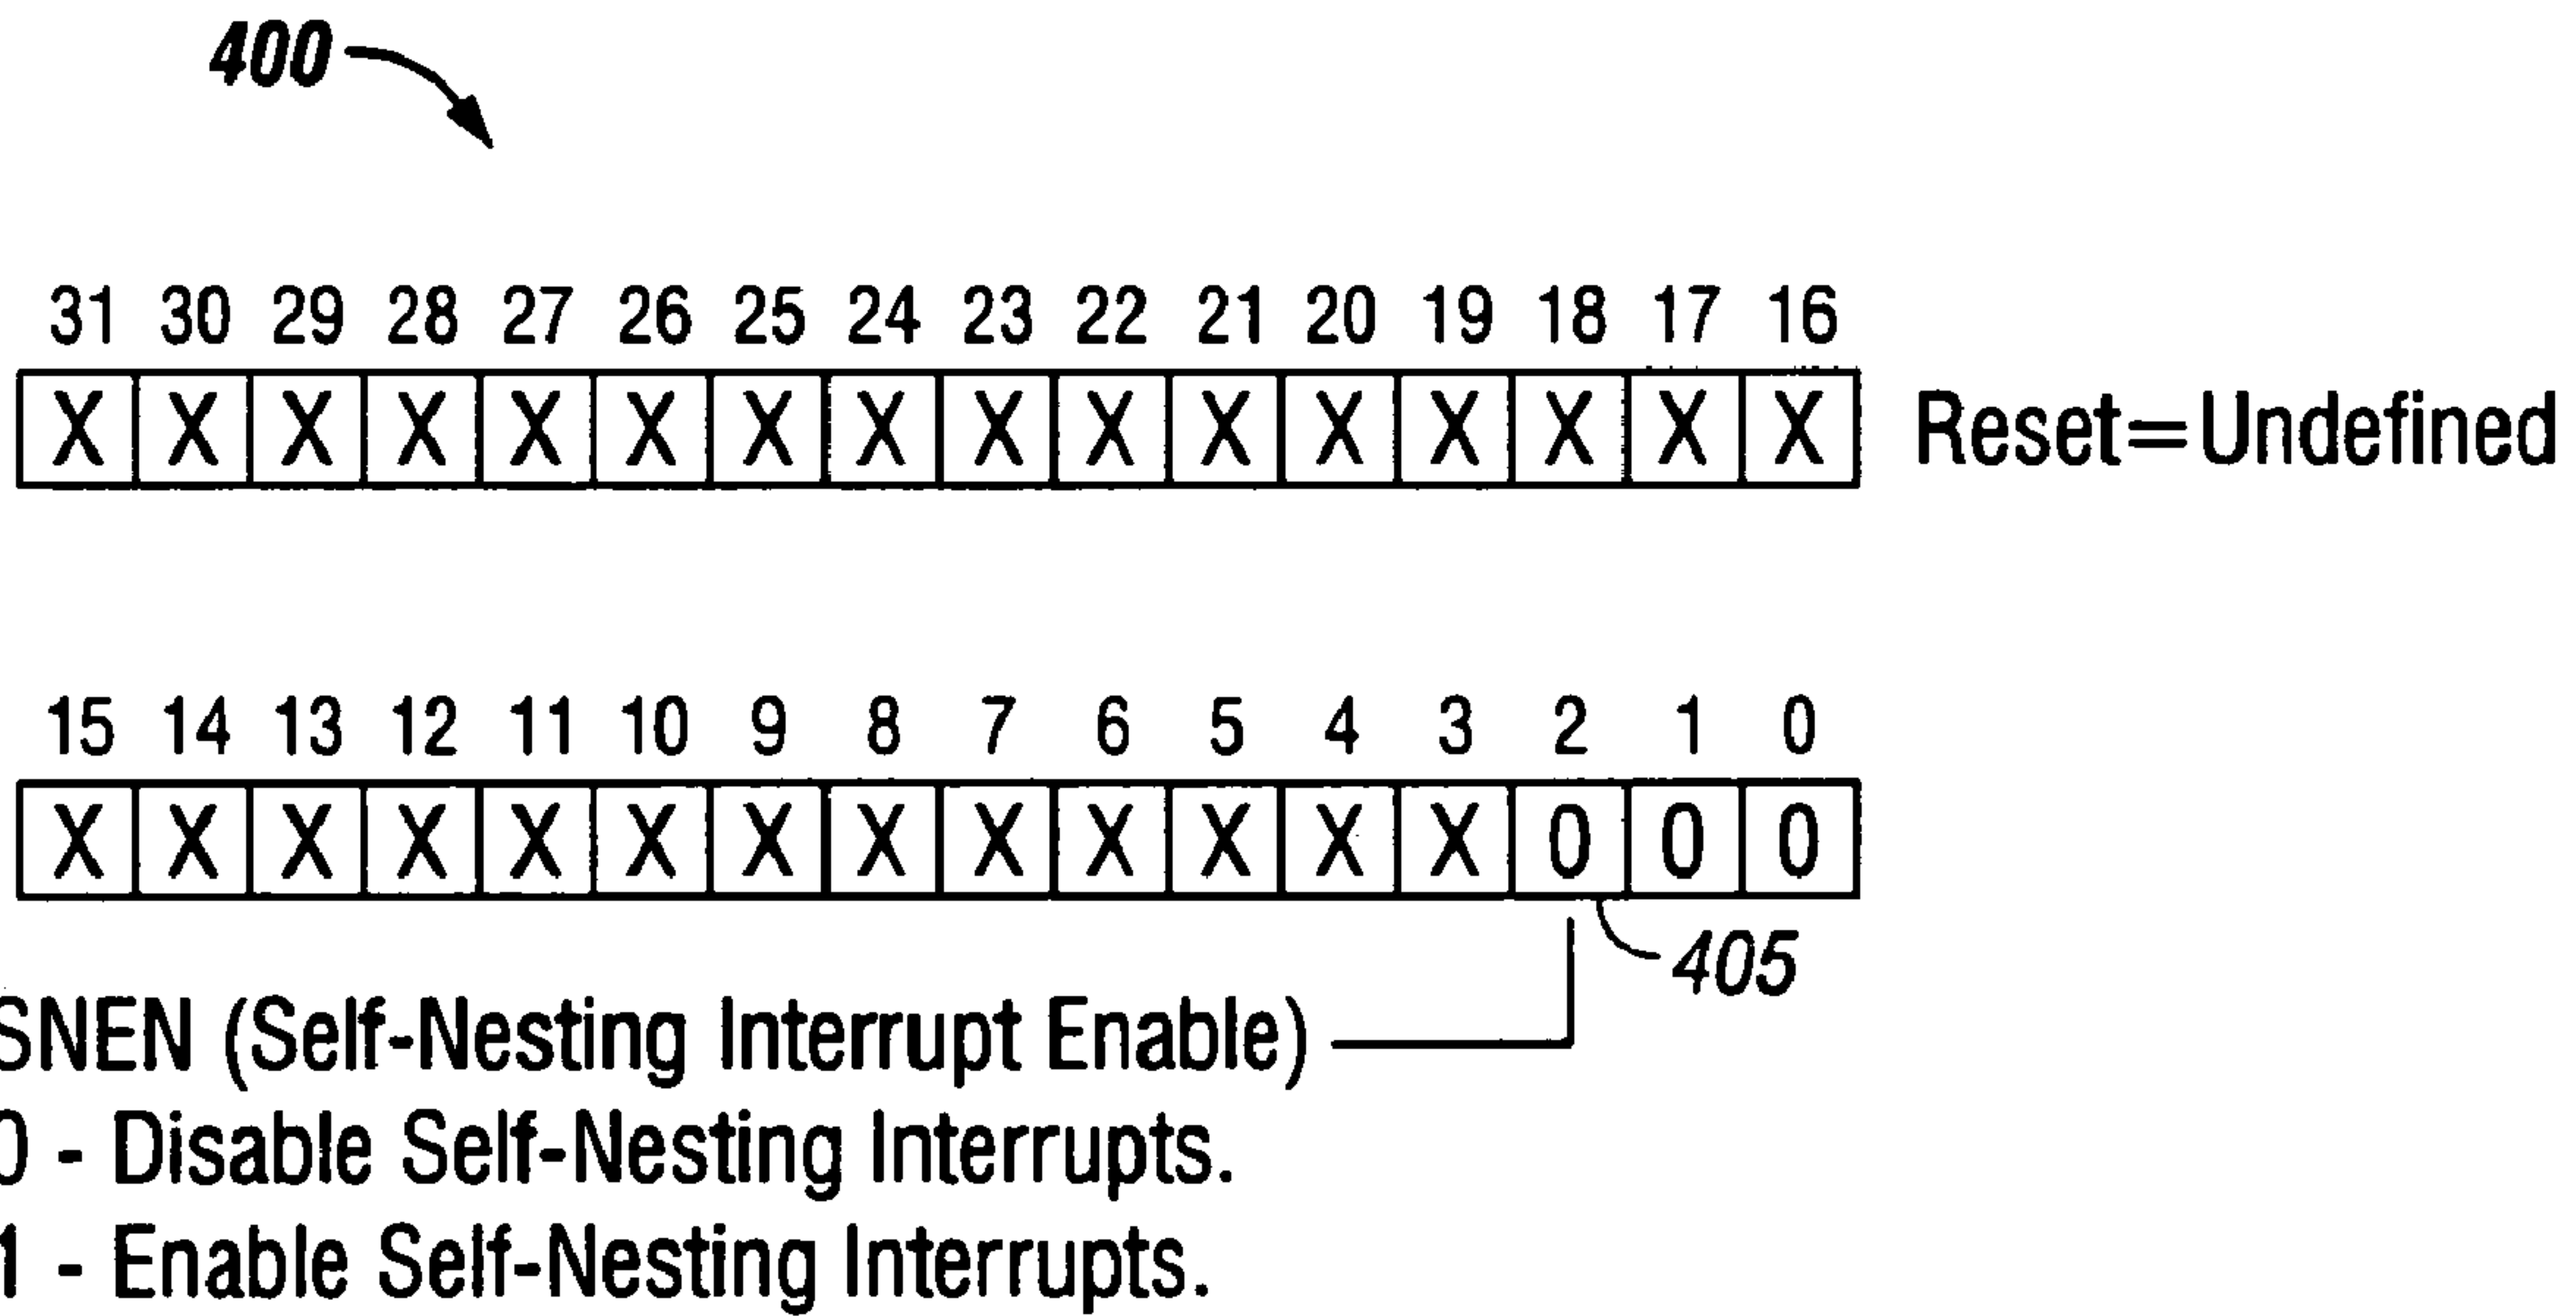 400
31 30 29 28 27 26 25 24 23 22 21 20 19 18 17 16
X X X X X X X X X X X X X X X X Reset=Undefined
15 14 13 12 11 10 9 8 7 6 5 4 3 2 1 0
X X X X X X X X X X X X X 0 0 0
405
SNEN (Self-Nesting Interrupt Enable)
0 - Disable Self-Nesting Interrupts.
1 - Enable Self-Nesting Interrupts.